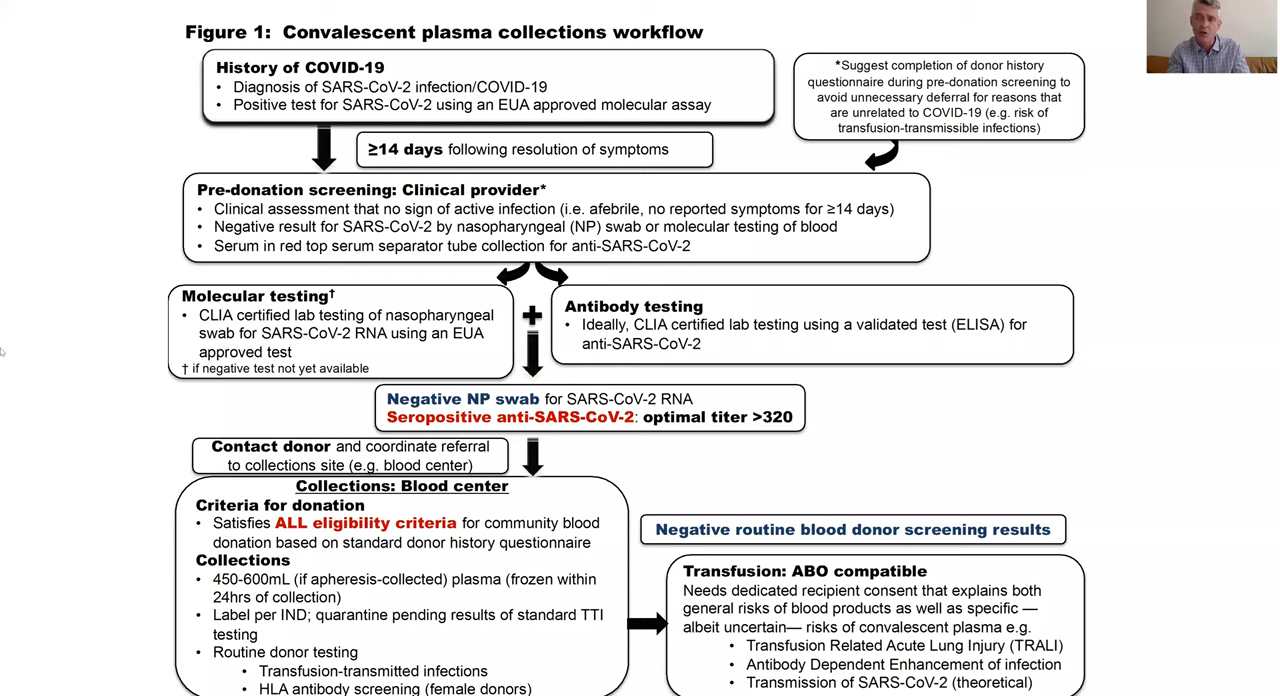 Figure 1: Convalescent plasma collections workflow
History of COVID-19
• Diagnosis of SARS-CoV-2 infection/COVID-19
• Positive test for SARS-CoV-2 using an EUA approved molecular assay
*Suggest completion of donor history
questionnaire during pre-donation screening to
avoid unnecessary deferral for reasons that
are unrelated to COVID-19 (e.g. risk of
transfusion-transmissible infections)
≥14 days following resolution of symptoms
Pre-donation screening: Clinical provider*
• Clinical assessment that no sign of active infection (i.e. afebrile, no reported symptoms for ≥14 days)
• Negative result for SARS-CoV-2 by nasopharyngeal (NP) swab or molecular testing of blood
• Serum in red top serum separator tube collection for anti-SARS-CoV-2
Molecular testing†
• CLIA certified lab testing of nasopharyngeal
swab for SARS-CoV-2 RNA using an EUA
approved test
† if negative test not yet available
+
Antibody testing
• Ideally, CLIA certified lab testing using a validated test (ELISA) for
anti-SARS-CoV-2
Negative NP swab for SARS-CoV-2 RNA
Seropositive anti-SARS-CoV-2: optimal titer >320
Contact donor and coordinate referral
to collections site (e.g. blood center)
Collections: Blood center
Criteria for donation
• Satisfies ALL eligibility criteria for community blood
donation based on standard donor history questionnaire
Collections
• 450-600mL (if apheresis-collected) plasma (frozen within
24hrs of collection)
• Label per IND; quarantine pending results of standard TTI
testing
• Routine donor testing
• Transfusion-transmitted infections
• HLA antibody screening (female donors)
Negative routine blood donor screening results
Transfusion: ABO compatible
Needs dedicated recipient consent that explains both
general risks of blood products as well as specific —
albeit uncertain— risks of convalescent plasma e.g.
• Transfusion Related Acute Lung Injury (TRALI)
• Antibody Dependent Enhancement of infection
• Transmission of SARS-CoV-2 (theoretical)